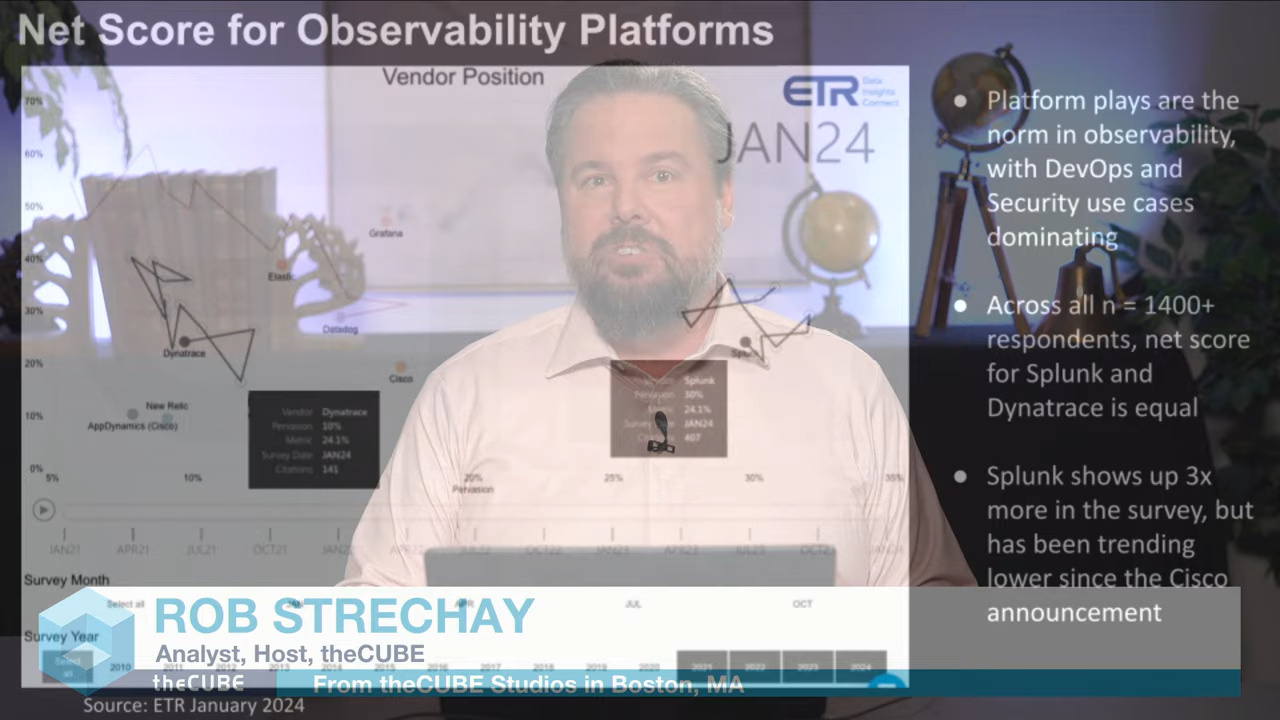 Net Score for Observability Platforms
Vendor Position
ETR Data Insights Connect
JAN24
70%
60%
50%
40%
30%
20%
10%
0%
Grafana
Elastic
Datadog
Dynatrace
Cisco
New Relic
AppDynamics (Cisco)
Vendor Dynatrace
Pervasion 10%
Metric 24.1%
Survey Date JAN24
Citations 141
Splunk
30%
24.1%
JAN24
407
5%
10%
20%
25%
30%
35%
Pervasion
JAN21
APR21
JUL21
OCT21
JAN22
APR22
JUL22
OCT22
JAN23
APR23
JUL23
OCT23
Survey Month
Select all
APR
JUL
OCT
Survey Year
Select all
2010
2011
2012
2013
2014
2015
2016
2017
2018
2019
2020
2021
2022
2023
2024
Source: ETR January 2024
• Platform plays are the
norm in observability,
with DevOps and
Security use cases
dominating
• Across all n = 1400+
respondents, net score
for Splunk and
Dynatrace is equal
• Splunk shows up 3x
more in the survey, but
has been trending
lower since the Cisco
announcement
ROB STRECHAY
Analyst, Host, theCUBE
theCUBE
From theCUBE Studios in Boston, MA